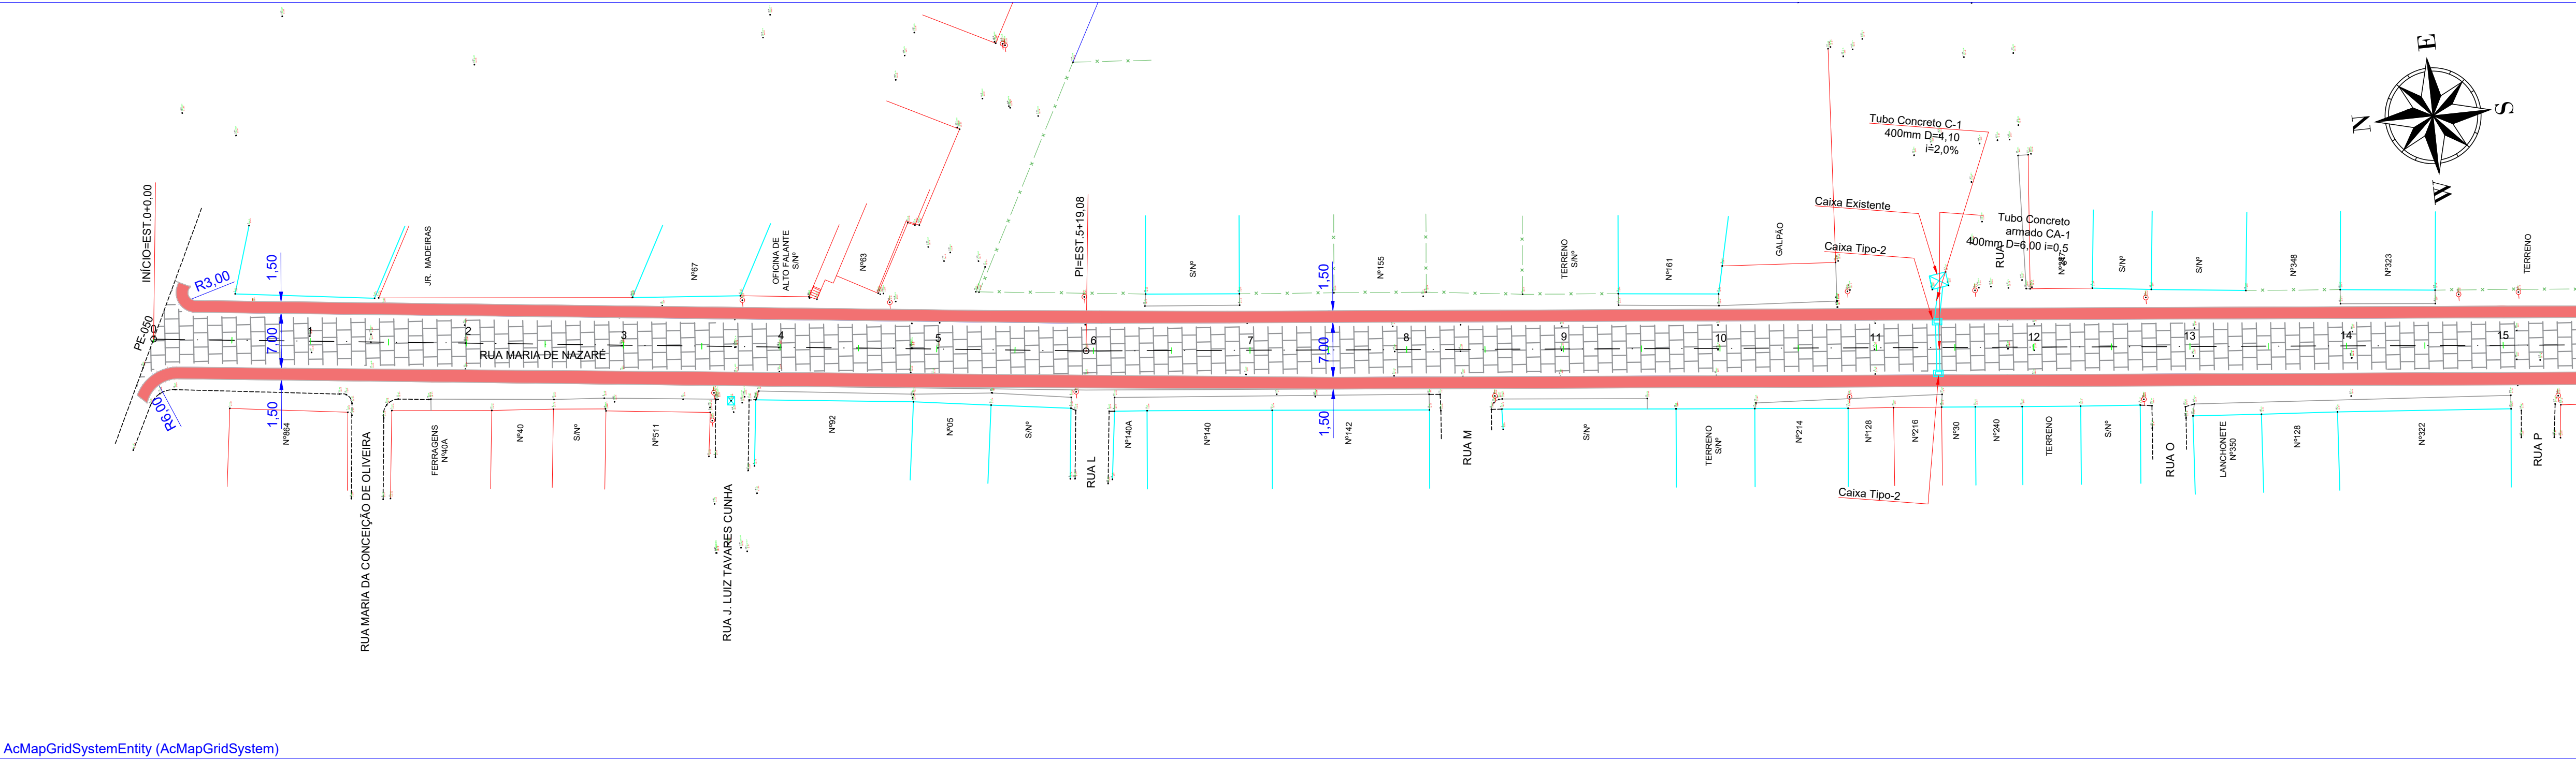 E
S
N
W
Tubo Concreto C-1
400mm D=4,10
i=2,0%
Caixa Existente
Caixa Tipo-2
Tubo Concreto
armado CA-1
400mm D=6,00 i=0,5
RUA
INÍCIO=EST.0+0,00
R3,00
1,50
JR. MADEIRAS
Nº67
OFICINA DE
ALTO FALANTE
S/Nº
Nº63
PI=EST.5+19,08
S/Nº
1,50
Nº155
TERRENO
S/Nº
Nº161
GALPÃO
S/Nº
S/Nº
Nº348
Nº323
TERRENO
PE-050
0
1
2
3
4
5
6
7
8
9
10
11
12
13
14
15
7,00
RUA MARIA DE NAZARÉ
7,00
R6,00
1,50
Nº864
RUA MARIA DA CONCEIÇÃO DE OLIVEIRA
FERRAGENS
Nº40A
Nº40
S/Nº
Nº511
RUA J. LUIZ TAVARES CUNHA
Nº92
Nº05
S/Nº
RUA L
Nº140A
Nº140
1,50
Nº142
RUA M
S/Nº
TERRENO
S/Nº
Nº214
Nº128
Nº216
Nº30
Nº240
TERRENO
S/Nº
RUA O
LANCHONETE
Nº350
Nº128
Nº322
RUA P
Caixa Tipo-2
AcMapGridSystemEntity (AcMapGridSystem)